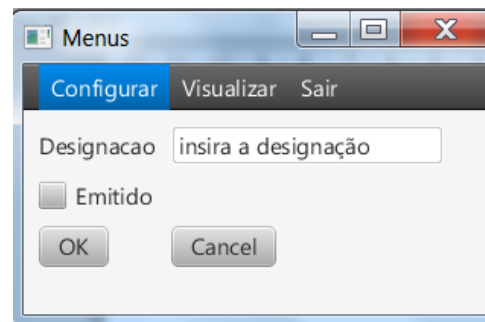 Menus
Configurar Visualizar Sair
Designacao insira a designação
Emitido
OK Cancel